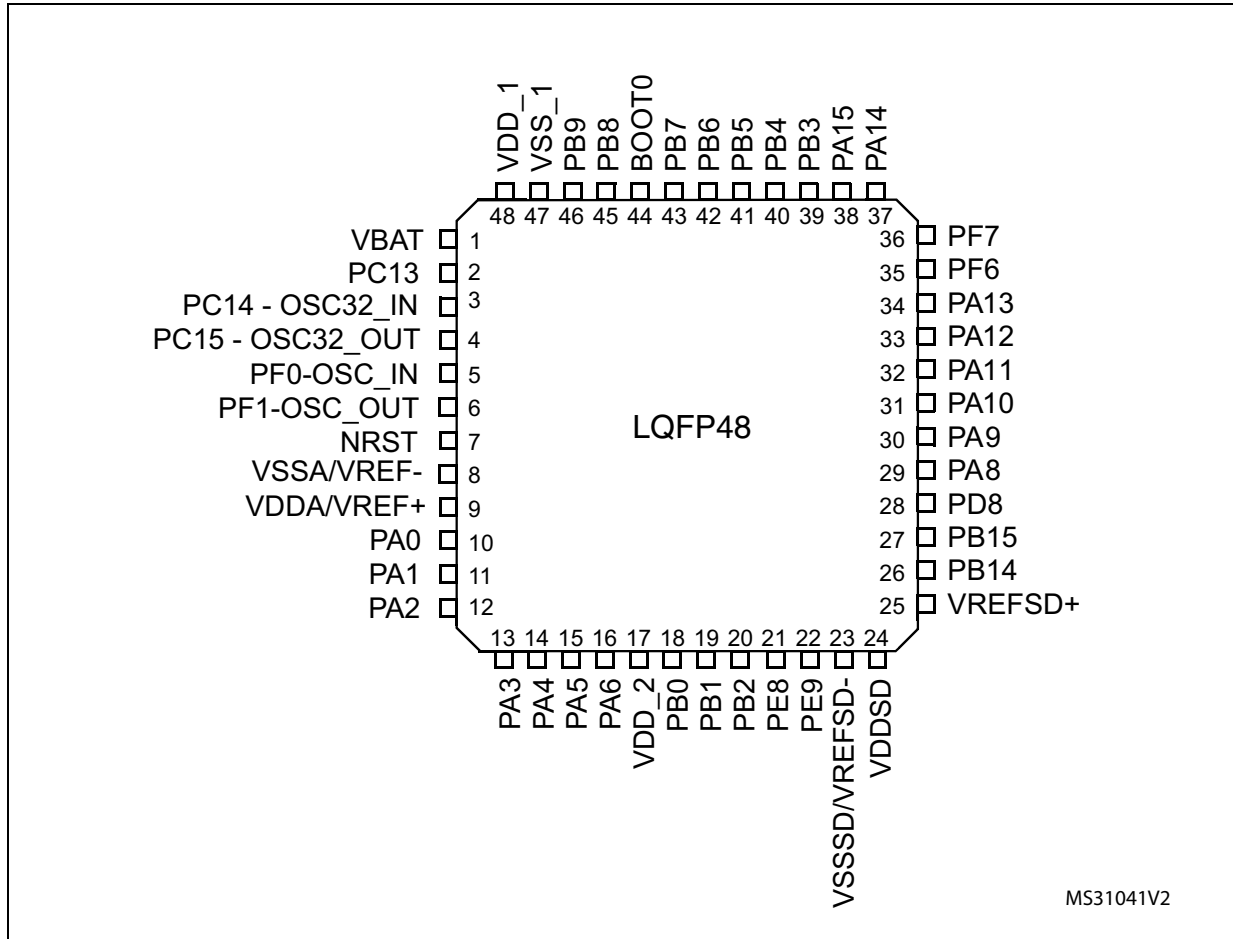 VDD_1
VSS_1
PB9
PB8
BOOT0
PB7
PB6
PB5
PB4
PB3
PA15
PA14
48 47 46 45 44 43 42 41 40 39 38 37
VBAT 1
PC13 2
PC14 - OSC32_IN 3
PC15 - OSC32_OUT 4
PF0-OSC_IN 5
PF1-OSC_OUT 6
NRST 7
VSSA/VREF- 8
VDDA/VREF+ 9
PA0 10
PA1 11
PA2 12
LQFP48
36 PF7
35 PF6
34 PA13
33 PA12
32 PA11
31 PA10
30 PA9
29 PA8
28 PD8
27 PB15
26 PB14
25 VREFSD+
13 14 15 16 17 18 19 20 21 22 23 24
PA3
PA4
PA5
PA6
VDD_2
PB0
PB1
PB2
PE8
PE9
VSSSD/VREFSD-
VDDSD
MS31041V2